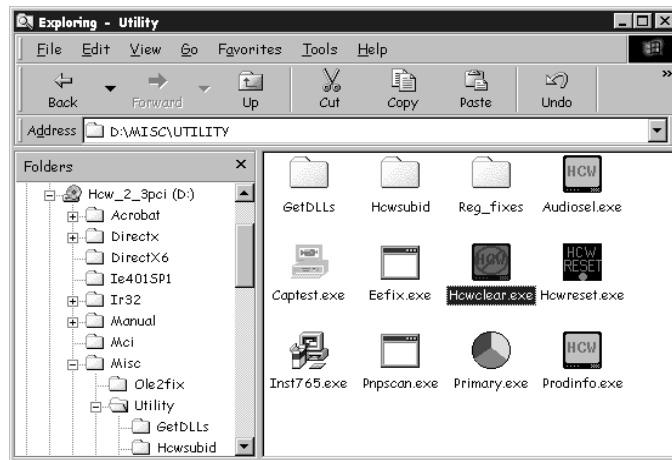 Exploring - Utility
File Edit View Go Favorites Tools Help
Back Forward Up Cut Copy Paste Undo »
Address D:\MISC\UTILITY
Folders
Hcw_2_3pci (D:)
Acrobat
Directx
DirectX6
Ie401SP1
Ir32
Manual
Mci
Misc
Ole2fix
Utility
GetDLLs
Hcwsubid
HCW
GetDLLs Hcwsubid Reg_fixes Audiosel.exe
HCW HCW RESET
Captest.exe Eefix.exe Hcwclear.exe Hcwreset.exe
HCW
Inst765.exe Pnpscan.exe Primary.exe Prodinfo.exe